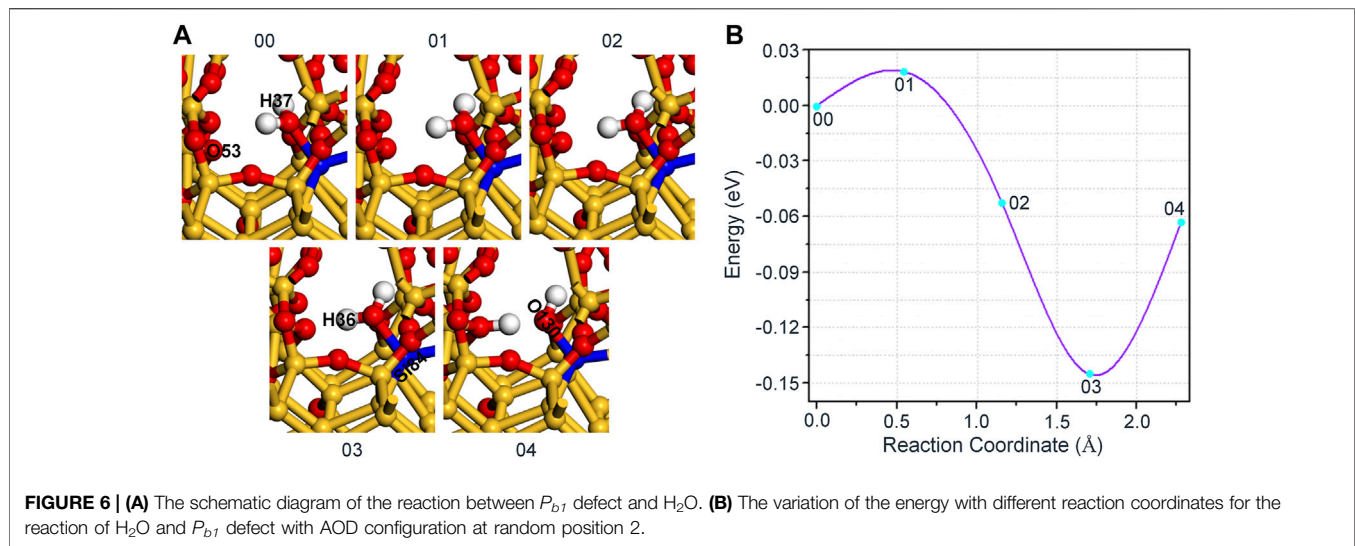 A
00
01
02
H37
O53
H36
O130
Si84
03
04
B
0.03
0.00
-0.03
-0.06
-0.09
-0.12
-0.15
Energy (eV)
00
01
02
03
04
0.0
0.5
1.0
1.5
2.0
Reaction Coordinate (Å)
FIGURE 6 | (A) The schematic diagram of the reaction between Pb1 defect and H2O. (B) The variation of the energy with different reaction coordinates for the
reaction of H2O and Pb1 defect with AOD configuration at random position 2.